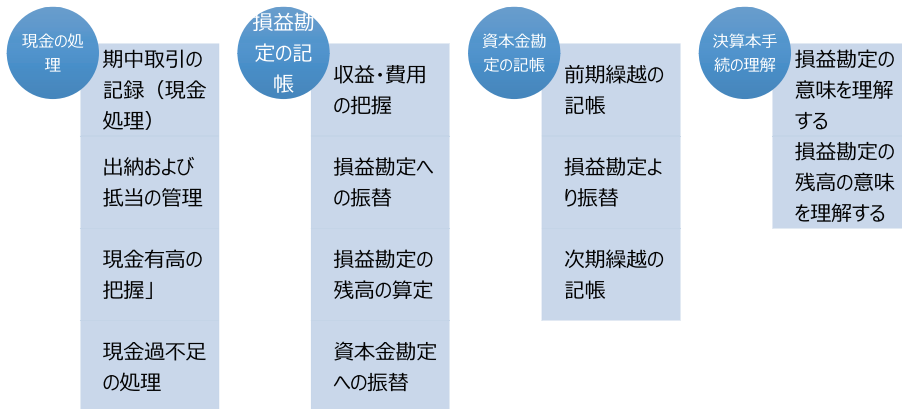 現金の処
理
期中取引の
記録（現金
処理）
出納および
抵当の管理
現金有高の
把握」
現金過不足
の処理
損益勘
定の記
帳
収益・費用
の把握
損益勘定へ
の振替
損益勘定の
残高の算定
資本金勘定
への振替
資本金勘
定の記帳
前期繰越の
記帳
損益勘定よ
り振替
次期繰越の
記帳
決算本手
続の理解
損益勘定の
意味を理解
する
損益勘定の
残高の意味
を理解する